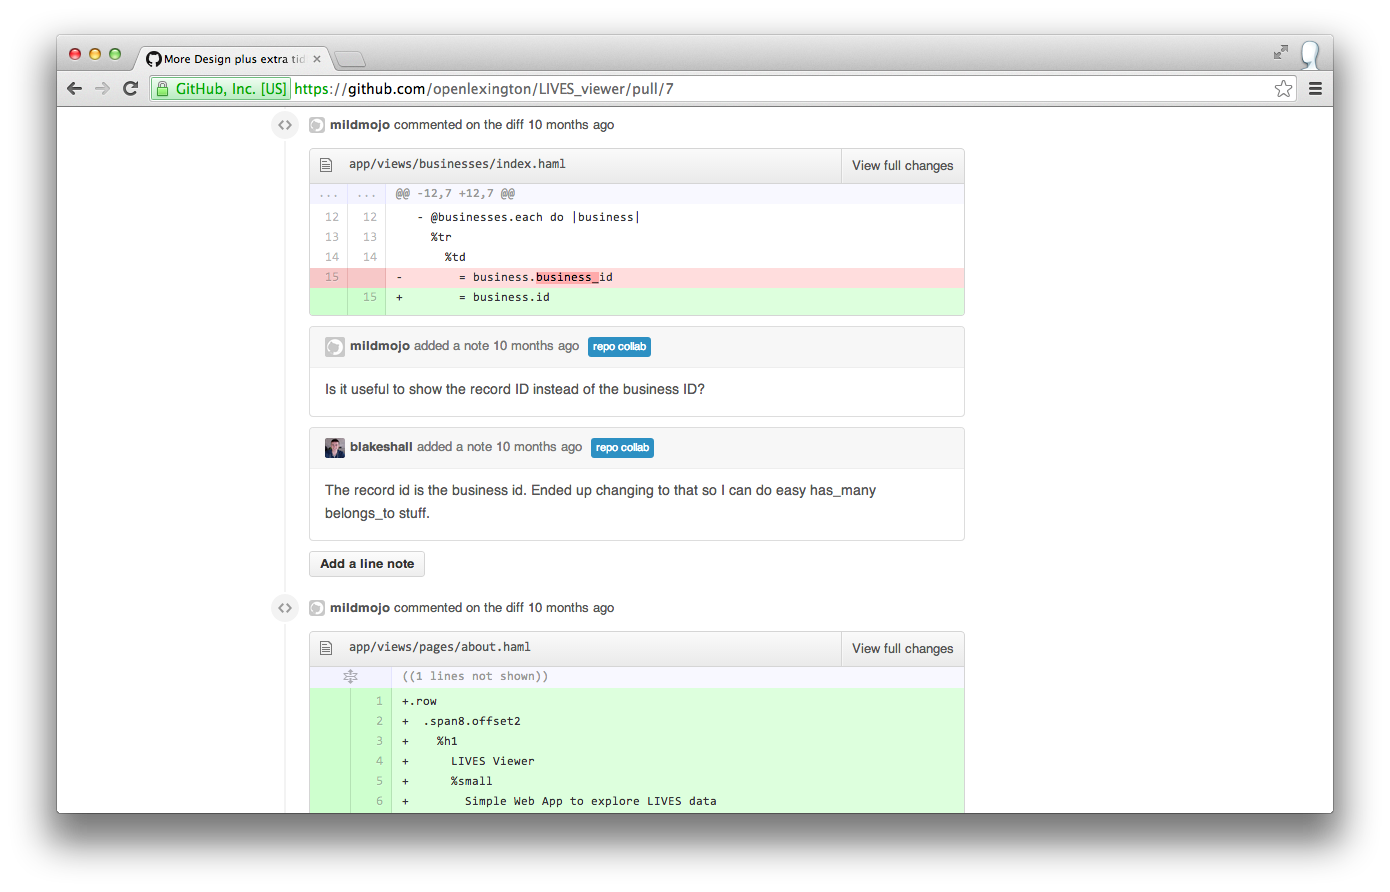 More Design plus extra tid
GitHub, Inc. [US] https://github.com/openlexington/LIVES_viewer/pull/7
mildmojo commented on the diff 10 months ago
app/views/businesses/index.haml View full changes
... ... @@ -12,7 +12,7 @@
12 12 - @businesses.each do |business|
13 13 %tr
14 14 %td
15 - = business.business_id
15 + = business.id
mildmojo added a note 10 months ago repo collab
Is it useful to show the record ID instead of the business ID?
blakeshall added a note 10 months ago repo collab
The record id is the business id. Ended up changing to that so I can do easy has_many
belongs_to stuff.
Add a line note
mildmojo commented on the diff 10 months ago
app/views/pages/about.haml View full changes
((1 lines not shown))
1 +.row
2 + .span8.offset2
3 + %h1
4 + LIVES Viewer
5 + %small
6 + Simple Web App to explore LIVES data